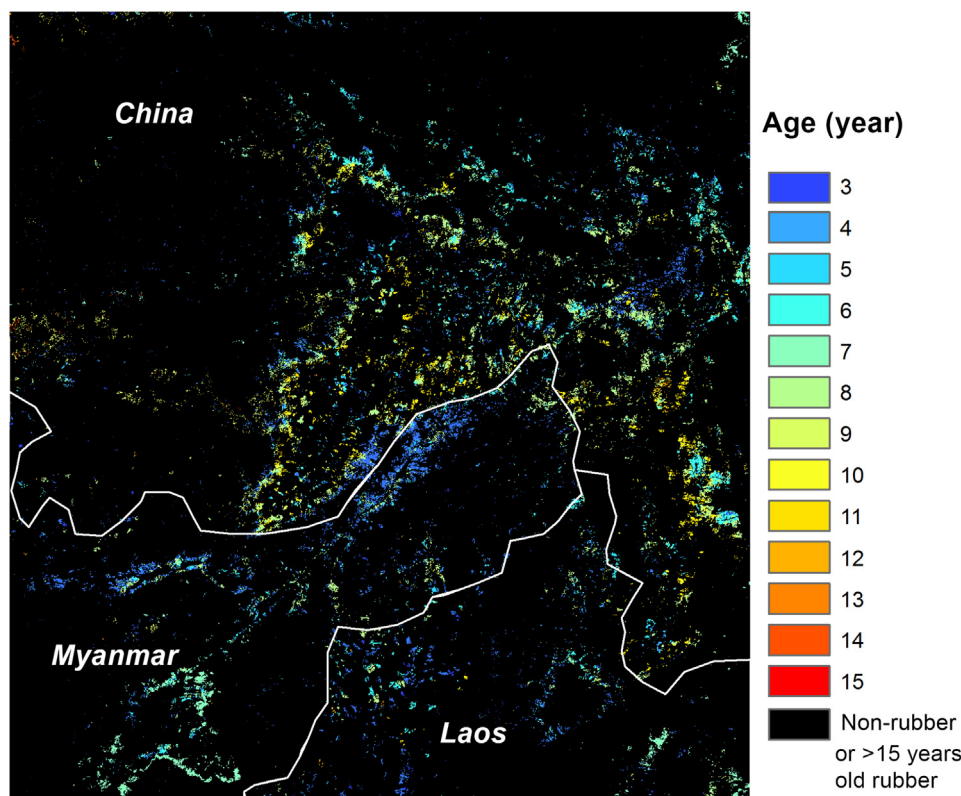 China
Myanmar
Laos
Age (year)
3
4
5
6
7
8
9
10
11
12
13
14
15
Non-rubber
or >15 years
old rubber